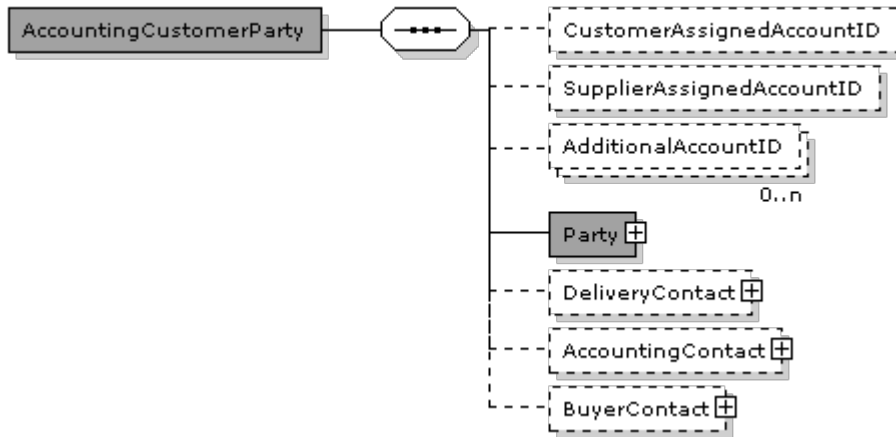 AccountingCustomerParty
CustomerAssignedAccountID
SupplierAssignedAccountID
AdditionalAccountID
0..n
Party
DeliveryContact
AccountingContact
BuyerContact